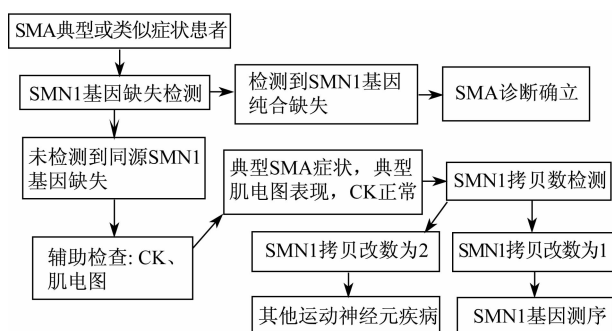 SMA典型或类似症状患者
SMN1基因缺失检测
检测到SMN1基因
纯合缺失
SMA诊断确立
未检测到同源SMN1
基因缺失
典型SMA症状，典型
肌电图表现，CK正常
SMN1拷贝数检测
辅助检查: CK、
肌电图
SMN1拷贝改数为2
SMN1拷贝改数为1
其他运动神经元疾病
SMN1基因测序